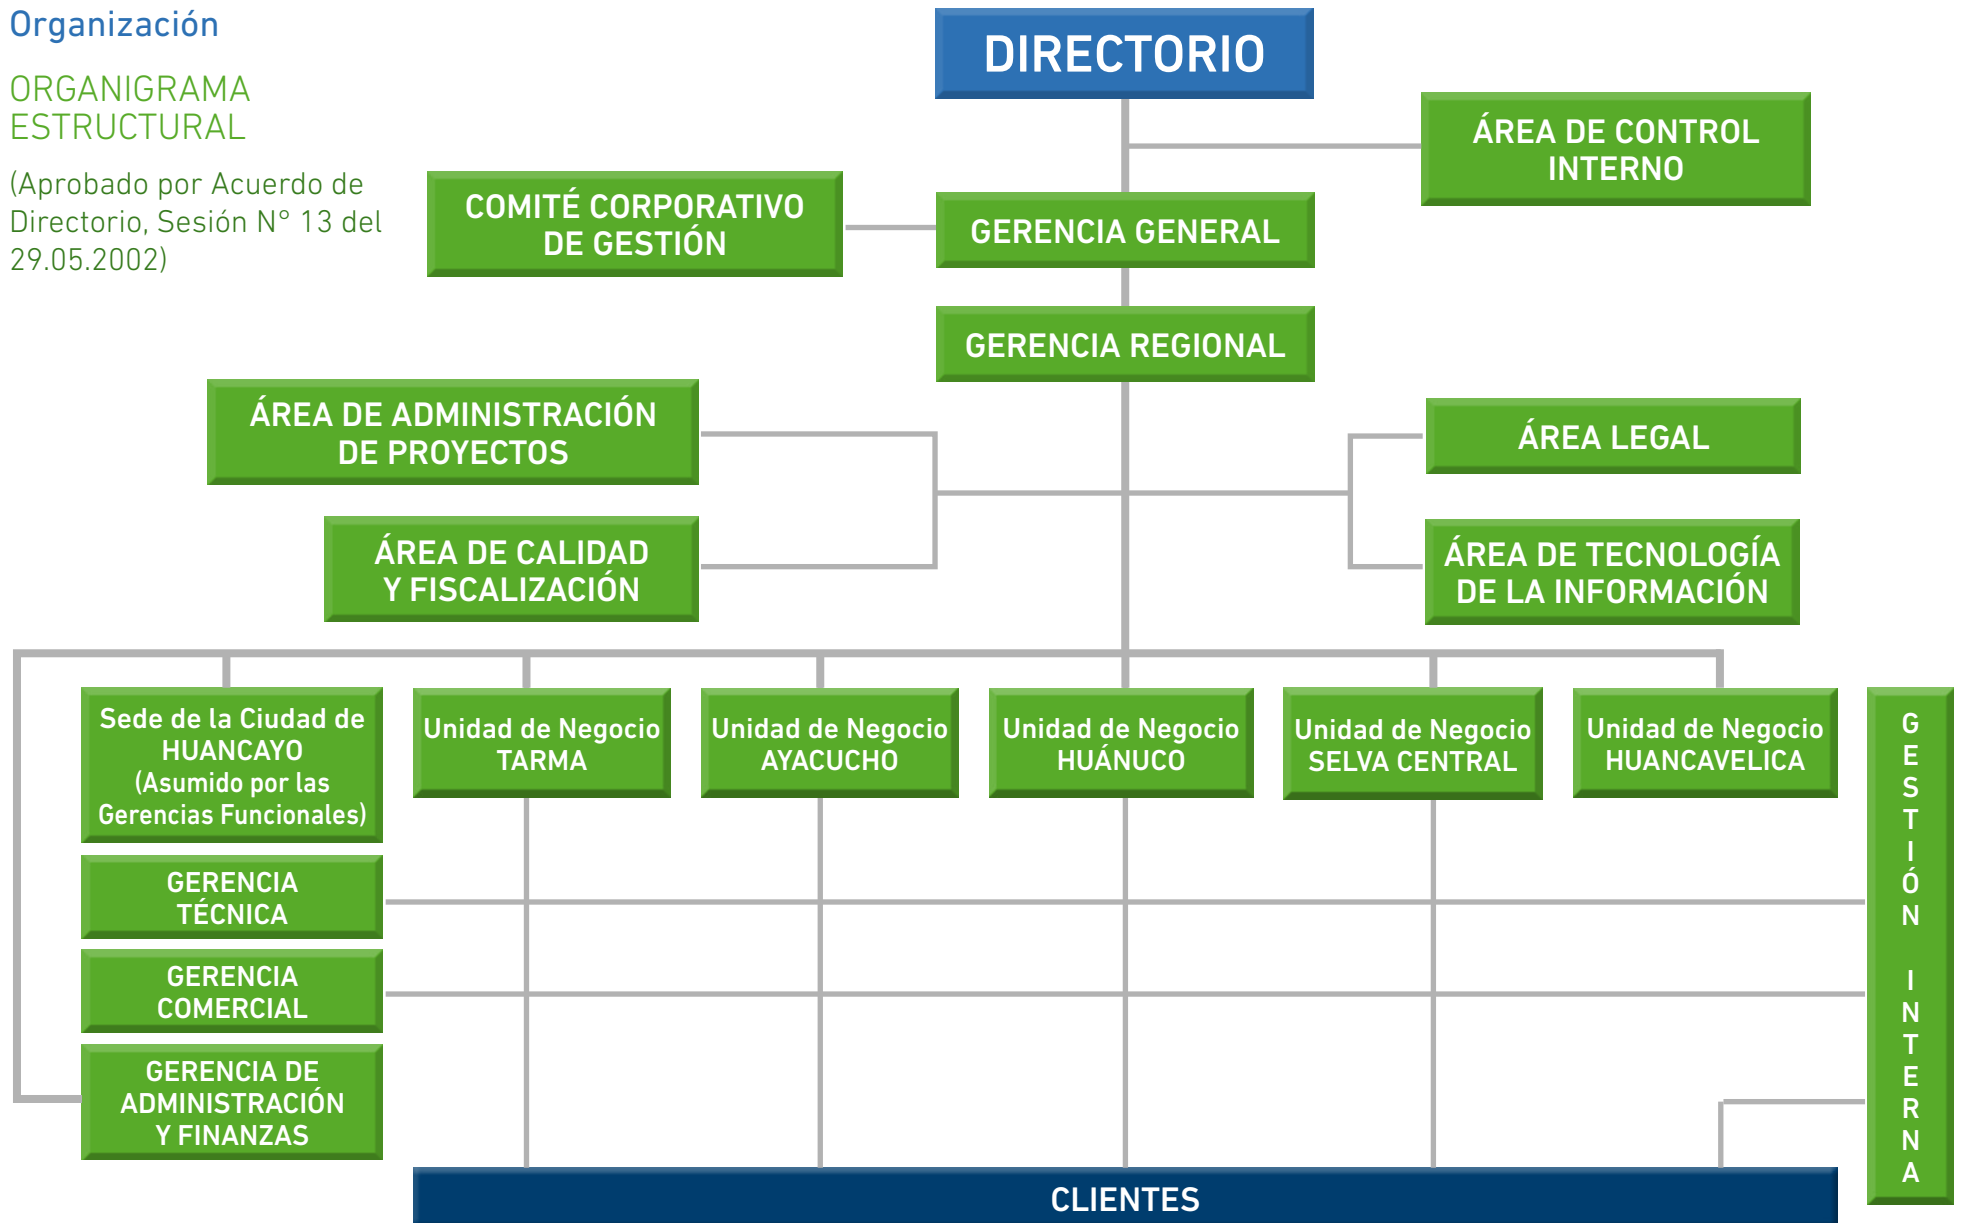 Organización
ORGANIGRAMA
ESTRUCTURAL
(Aprobado por Acuerdo de
Directorio, Sesión N° 13 del
29.05.2002)
DIRECTORIO
ÁREA DE CONTROL
INTERNO
COMITÉ CORPORATIVO
DE GESTIÓN
GERENCIA GENERAL
GERENCIA REGIONAL
ÁREA DE ADMINISTRACIÓN
DE PROYECTOS
ÁREA LEGAL
ÁREA DE CALIDAD
Y FISCALIZACIÓN
ÁREA DE TECNOLOGÍA
DE LA INFORMACIÓN
Sede de la Ciudad de
HUANCAYO
(Asumido por las
Gerencias Funcionales)
Unidad de Negocio
TARMA
Unidad de Negocio
AYACUCHO
Unidad de Negocio
HUÁNUCO
Unidad de Negocio
SELVA CENTRAL
Unidad de Negocio
HUANCAVELICA
GESTIÓN INTERNA
GERENCIA
TÉCNICA
GERENCIA
COMERCIAL
GERENCIA DE
ADMINISTRACIÓN
Y FINANZAS
CLIENTES